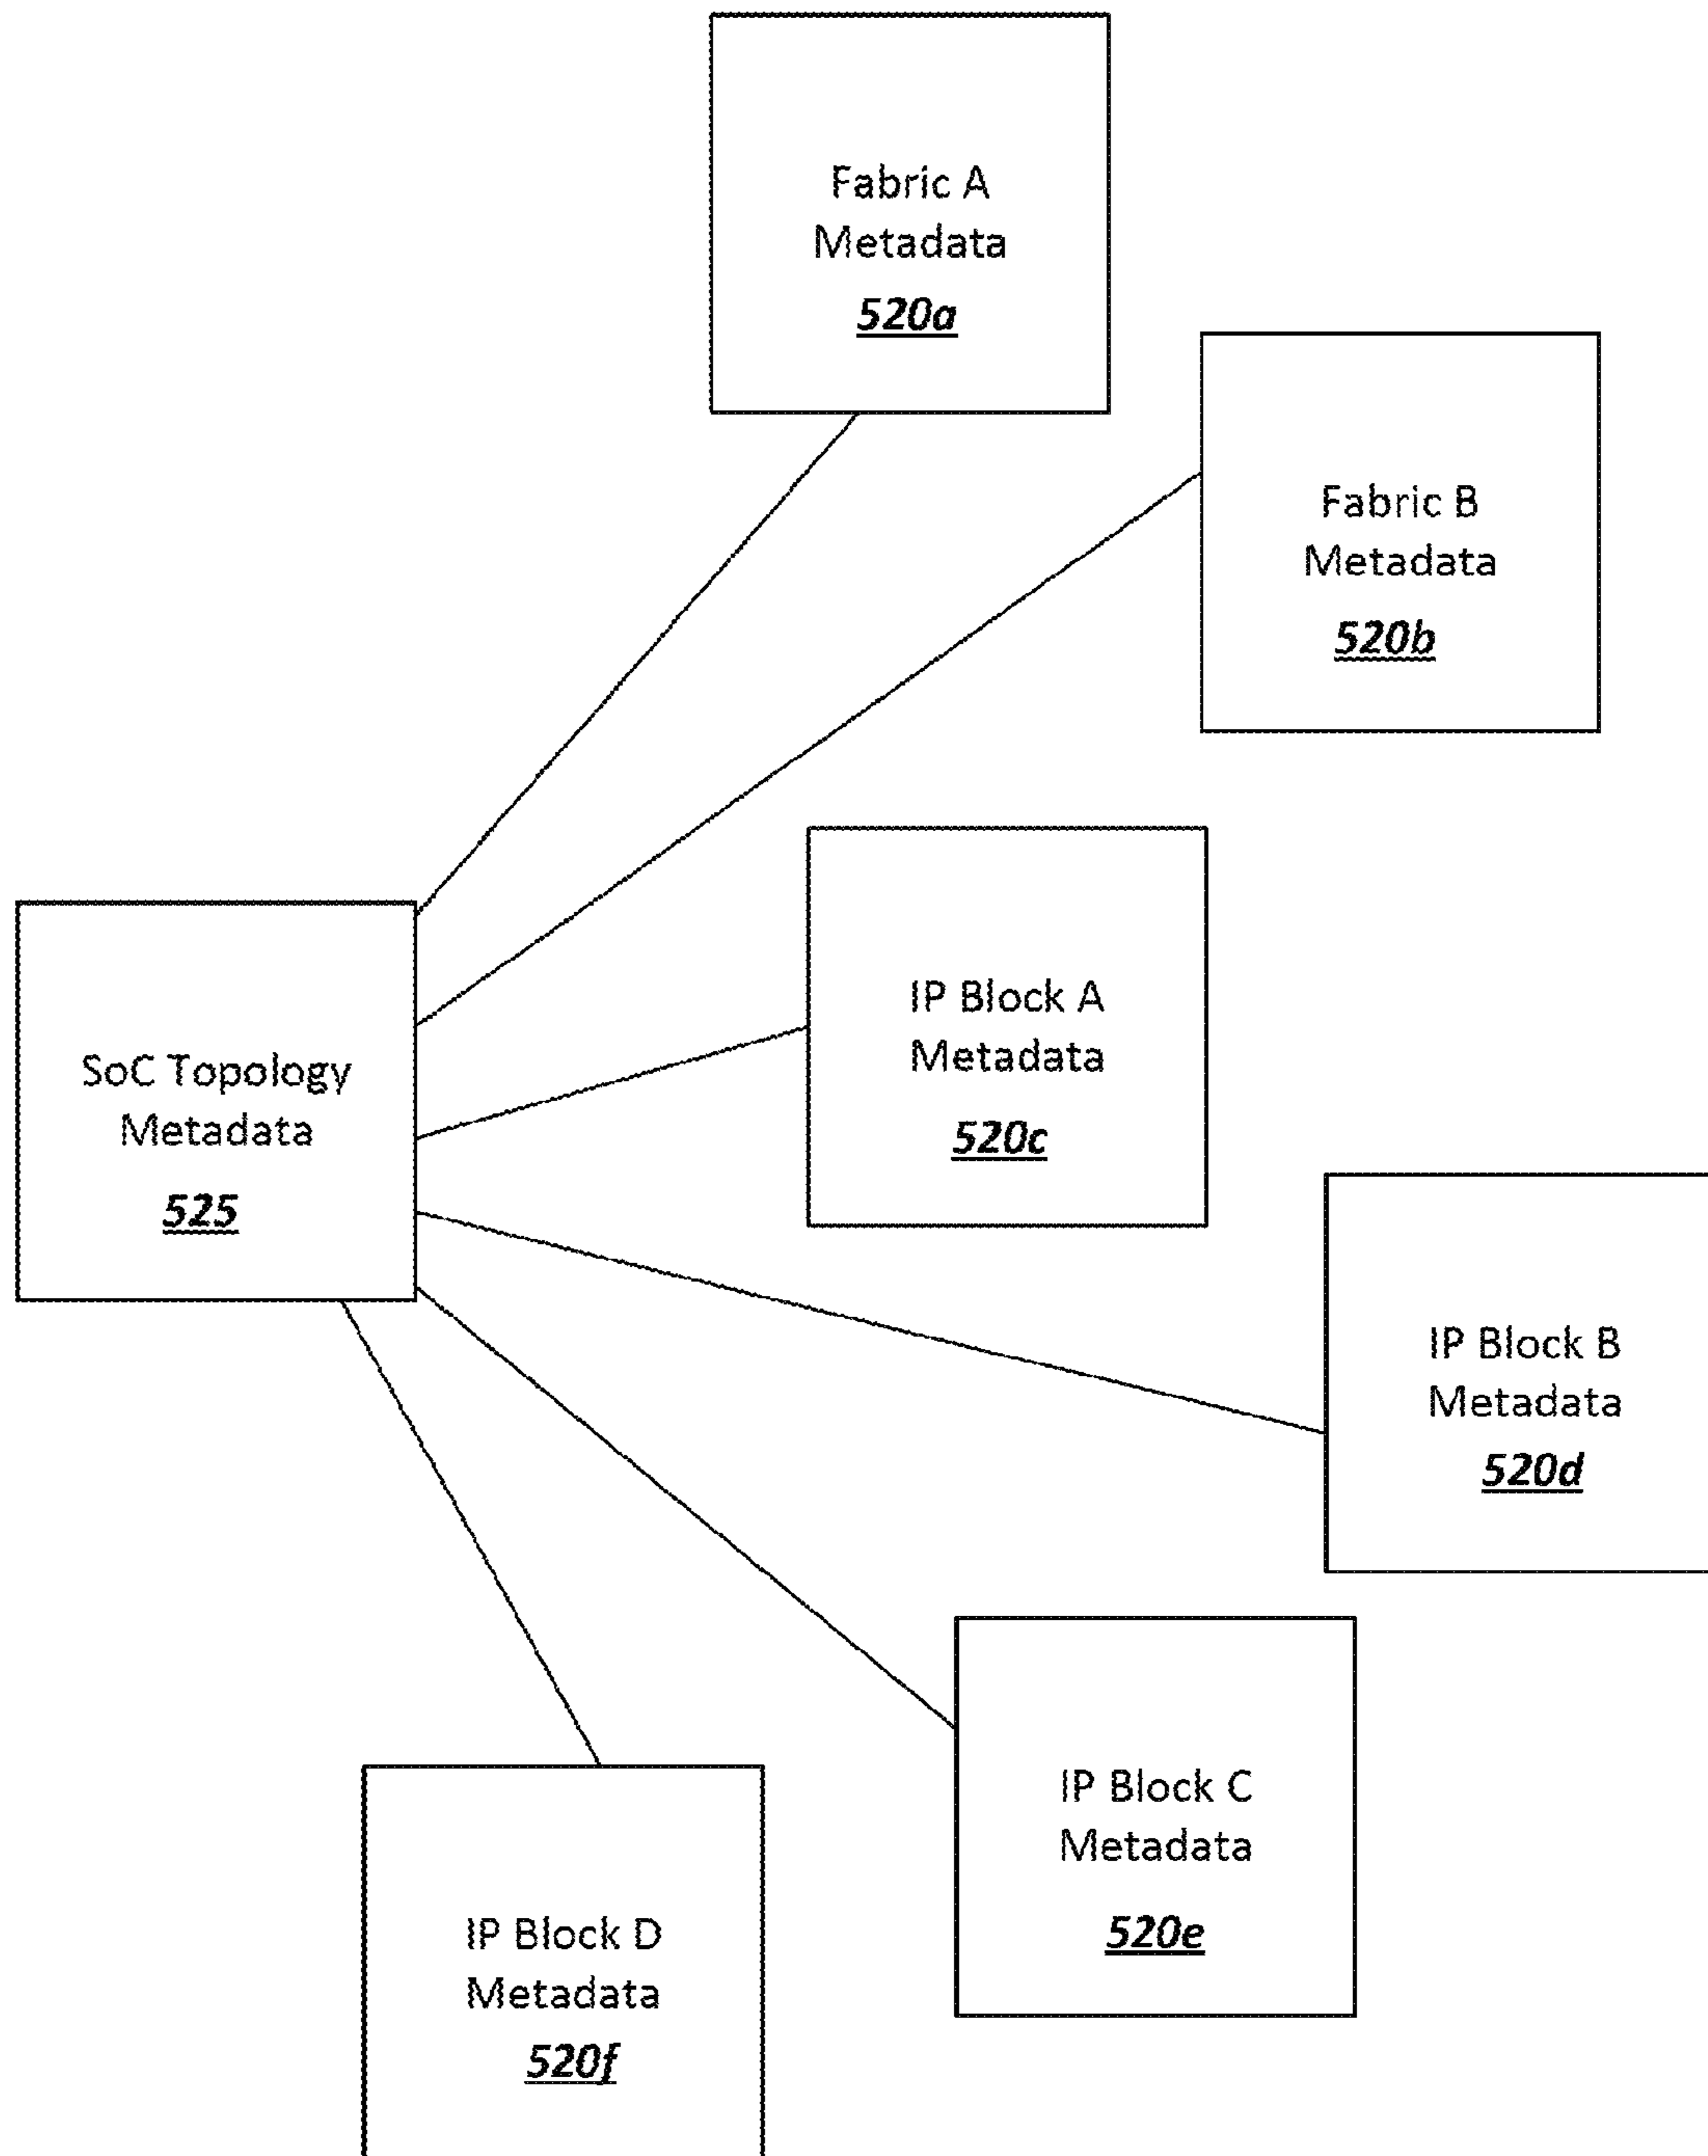 Fabric A
Metadata
520a
Fabric B
Metadata
520b
IP Block A
Metadata
520c
SoC Topology
Metadata
525
IP Block B
Metadata
520d
IP Block C
Metadata
520e
IP Block D
Metadata
520f